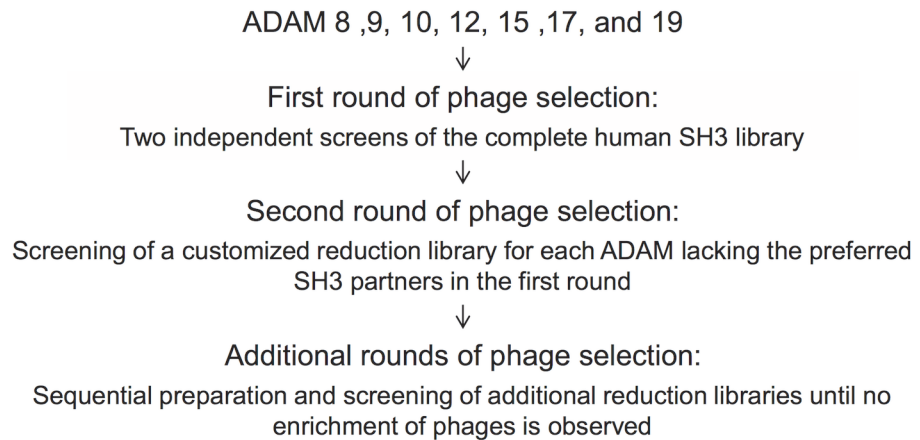 ADAM 8 ,9, 10, 12, 15 ,17, and 19
↓
First round of phage selection:
Two independent screens of the complete human SH3 library
↓
Second round of phage selection:
Screening of a customized reduction library for each ADAM lacking the preferred
SH3 partners in the first round
↓
Additional rounds of phage selection:
Sequential preparation and screening of additional reduction libraries until no
enrichment of phages is observed